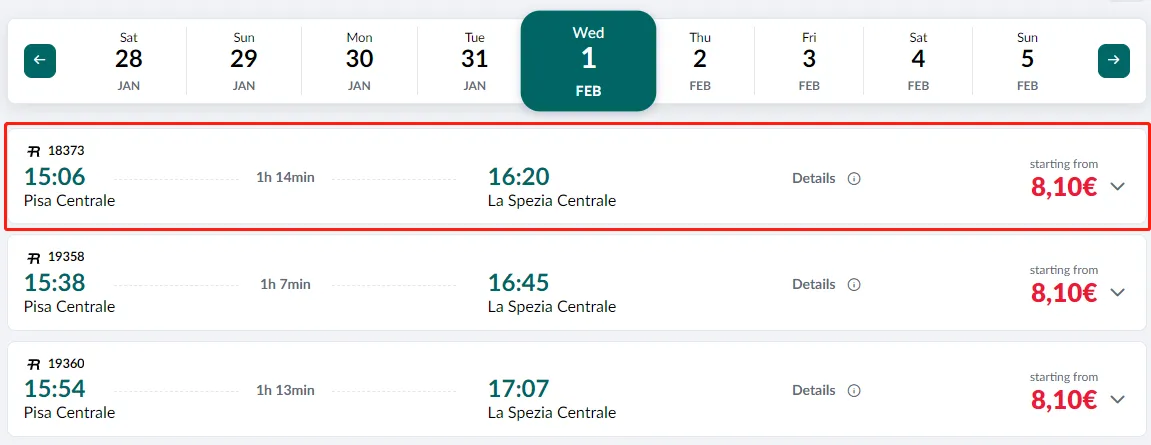 Sat Sun Mon Tue Wed Thu Fri Sat Sun
28 29 30 31 1 2 3 4 5
JAN JAN JAN JAN FEB FEB FEB FEB FEB
18373
starting from
15:06 1h 14min 16:20 Details 8,10€
Pisa Centrale La Spezia Centrale
19358
starting from
15:38 1h 7min 16:45 Details 8,10€
Pisa Centrale La Spezia Centrale
19360
starting from
15:54 1h 13min 17:07 Details 8,10€
Pisa Centrale La Spezia Centrale